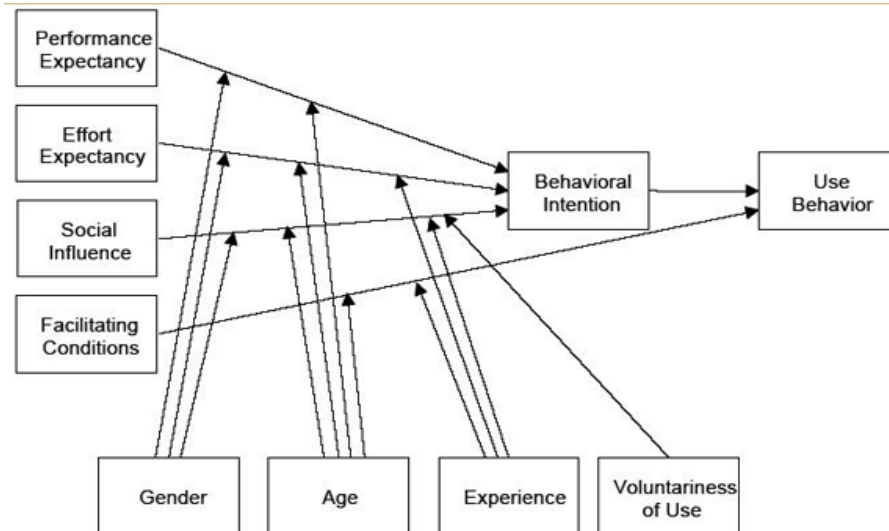 Performance
Expectancy
Effort
Expectancy
Social
Influence
Facilitating
Conditions
Behavioral
Intention
Use
Behavior
Gender
Age
Experience
Voluntariness
of Use